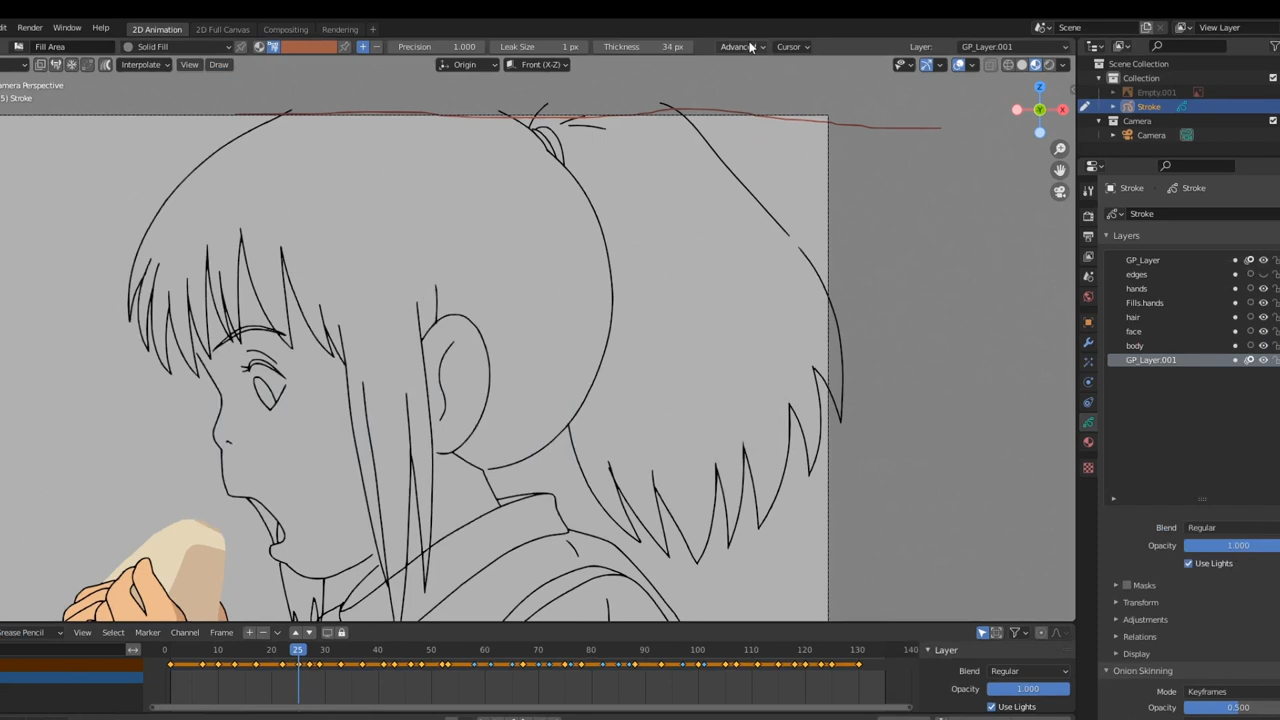 Render Window Help 2D Animation 2D Full Canvas Compositing Rendering + Scene View Layer
Fill Area Solid Fill Precision 1.000 Leak Size 1 px Thickness 34 px Advanc Cursor Layer: GP_Layer.001
Interpolate View Draw Origin Front (X-Z)
Scene Collection
Collection
Empty.001
Stroke
Camera
Camera
amera Perspective
5) Stroke
Z
Y
X
Stroke Stroke
Stroke
Layers
GP_Layer
edges
hands
Fills.hands
hair
face
body
GP_Layer.001
Blend Regular
Opacity 1.000
Use Lights
Masks
Transform
Adjustments
Relations
Display
Onion Skinning
Mode Keyframes
Opacity 0.500
rease Pencil View Select Marker Channel Frame
0 10 20 25 30 40 50 60 70 80 90 100 110 120 130 140
Layer
Blend Regular
Opacity 1.000
Use Lights